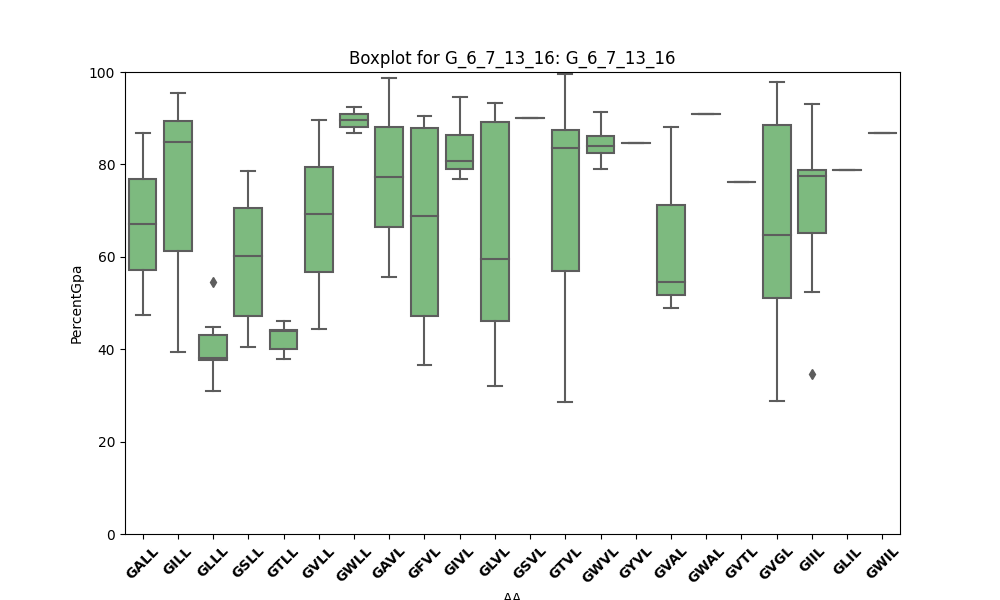 Boxplot for G_6_7_13_16: G_6_7_13_16
100
80
60
40
20
0
PercentGpa
GALL GILL GLLL GSLL GTLL GVLL GWLL GAVL GFVL GIVL GLVL GSVL GTVL GWVL GYVL GVAL GWAL GVTL GVGL GIIL GLIL GWIL
AA